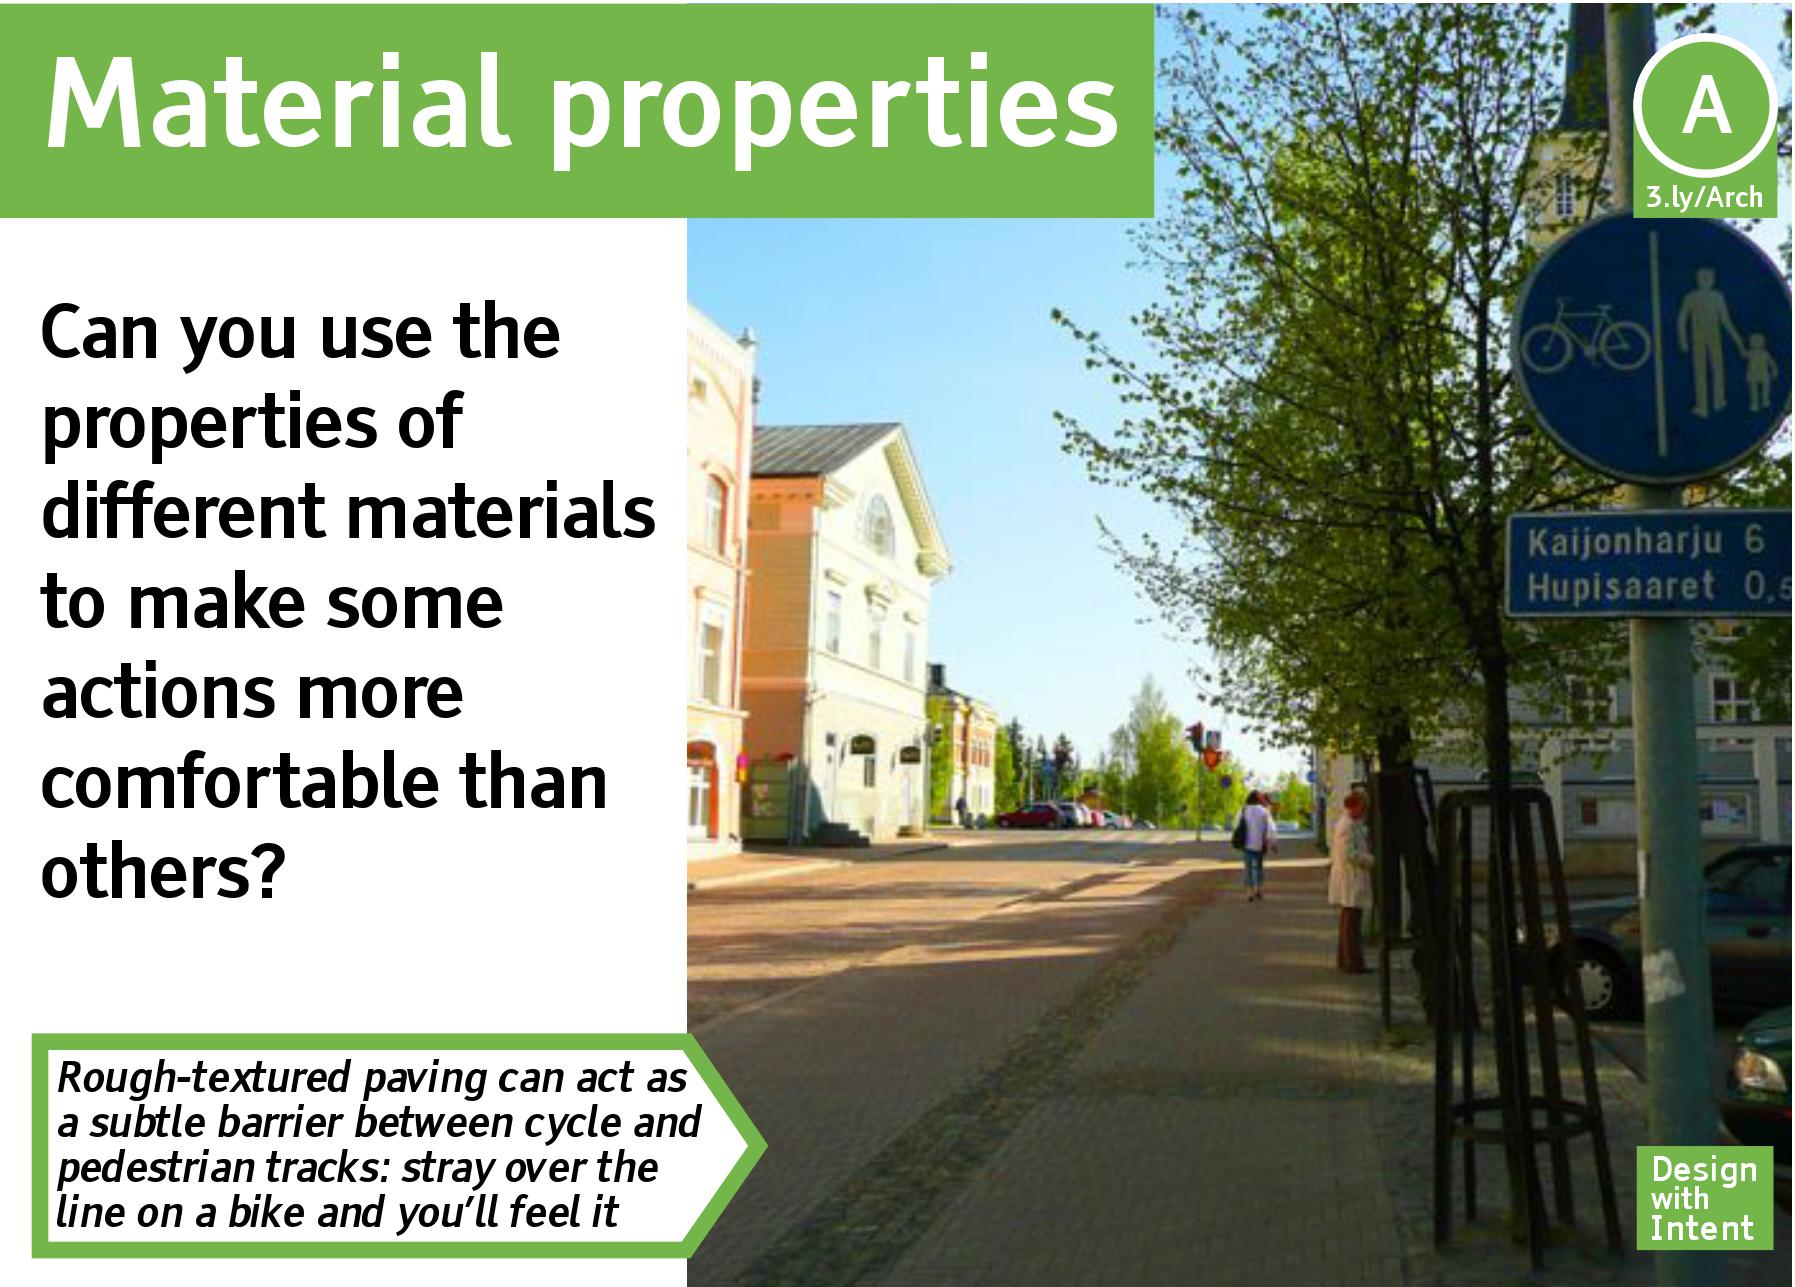 Material properties
A
3.ly/Arch
Can you use the
properties of
different materials
to make some
actions more
comfortable than
others?
Kaijonharju 6
Hupisaaret 0,5
Rough-textured paving can act as
a subtle barrier between cycle and
pedestrian tracks: stray over the
line on a bike and you’ll feel it
Design
with
Intent